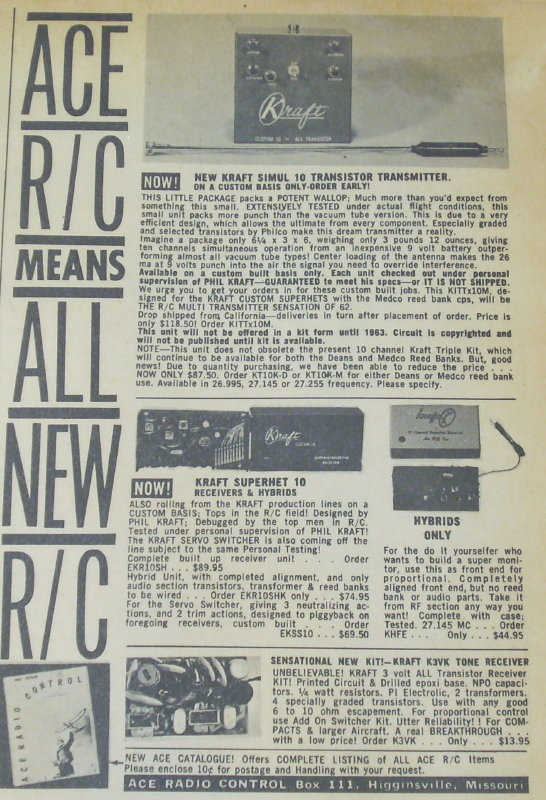 ACE
R/C
MEANS
ALL
NEW
R/C
Kraft
CUSTOM 10 — ALL TRANSISTOR
NOW! NEW KRAFT SIMUL 10 TRANSISTOR TRANSMITTER.
ON A CUSTOM BASIS ONLY-ORDER EARLY!
THIS LITTLE PACKAGE packs a POTENT WALLOP; Much more than you'd expect from
something this small. EXTENSIVELY TESTED under actual flight conditions, this
small unit packs more punch than the vacuum tube version. This is due to a very
efficient design, which allows the ultimate from every component. Especially graded
and selected transistors by Philco make this dream transmitter a reality.
Imagine a package only 6¼ x 3 x 6, weighing only 3 pounds 12 ounces, giving
ten channels simultaneous operation from an inexpensive 9 volt battery outper-
forming almost all vacuum tube types! Center loading of the antenna makes the 26
ma at 9 volts punch into the air the signal you need to override interference.
Available on a custom built basis only. Each unit checked out under personal
supervision of PHIL KRAFT—GUARANTEED to meet his specs—or IT IS NOT SHIPPED.
We urge you to get your orders in for these custom built jobs. This KITTx10M, de-
signed for the KRAFT CUSTOM SUPERHETS with the Medco reed bank cps, will be
THE R/C MULTI TRANSMITTER SENSATION OF 62.
Drop shipped from California—deliveries in turn after placement of order. Price is
only $118.50! Order KITTx10M.
This unit will not be offered in a kit form until 1963. Circuit is copyrighted and
will not be published until kit is available.
NOTE—This unit does not obsolete the present 10 channel Kraft Triple Kit, which
will continue to be available for both the Deans and Medco Reed Banks. But, good
news! Due to quantity purchasing, we have been able to reduce the price . . .
NOW ONLY $87.50. Order KT10K-D or KT10K-M for either Deans or Medco reed bank
use. Available in 26.995, 27.145 or 27.255 frequency. Please specify.
Kraft
NOW! KRAFT SUPERHET 10
RECEIVERS & HYBRIDS
ALSO rolling from the KRAFT production lines on a
CUSTOM BASIS; Tops in the R/C field! Designed by
PHIL KRAFT; Debugged by the top men in R/C.
Tested under personal supervision of PHIL KRAFT!
The KRAFT SERVO SWITCHER is also coming off the
line subject to the same Personal Testing!
Complete built up receiver unit . . . Order
EKR10SH . . . $89.95
Hybrid Unit, with completed alignment, and only
audio section transistors, transformer & reed banks
to be wired . . Order EKR10SHK only . . . $74.95
For the Servo Switcher, giving 3 neutralizing ac-
tions, and 2 trim actions, designed to piggyback on
foregoing receivers, custom built . . . Order
EKSS10 . . . $69.50
HYBRIDS
ONLY
For the do it yourselfer who
wants to build a super moni-
tor, use this as front end for
proportional. Completely
aligned front end, but no reed
bank or audio parts. Take it
from RF section any way you
want! Complete with case;
Tested. 27.145 MC . . . Order
KHFE . . . Only . . . $44.95
SENSATIONAL NEW KIT!—KRAFT K3VK TONE RECEIVER
UNBELIEVABLE! KRAFT 3 volt ALL Transistor Receiver
KIT! Printed Circuit & Drilled epoxi base. NPO capaci-
tors. ¼ watt resistors. PI Electrolic, 2 transformers.
4 specially graded transistors. Use with any good
6 to 10 ohm escapement. For proportional control
use Add On Switcher Kit. Utter Reliability! ! For COM-
PACTS & larger Aircraft. A real BREAKTHROUGH . . .
with a low price! Order K3VK . . . Only . . . $13.95
ACE RADIO CONTROL
NEW ACE CATALOGUE! Offers COMPLETE LISTING of ALL ACE R/C Items
Please enclose 10¢ for postage and Handling with your request.
ACE RADIO CONTROL Box 111, Higginsville, Missouri